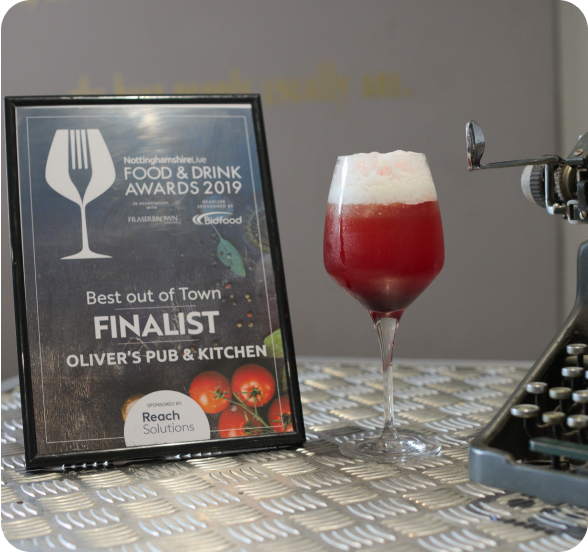 NottinghamshireLive
FOOD & DRINK
AWARDS 2019
IN ASSOCIATION
WITH
FRASERBROWN
HEADLINE
SPONSORED BY
Bidfood
Best out of Town
FINALIST
OLIVER'S PUB & KITCHEN
SPONSORED BY
Reach
Solutions